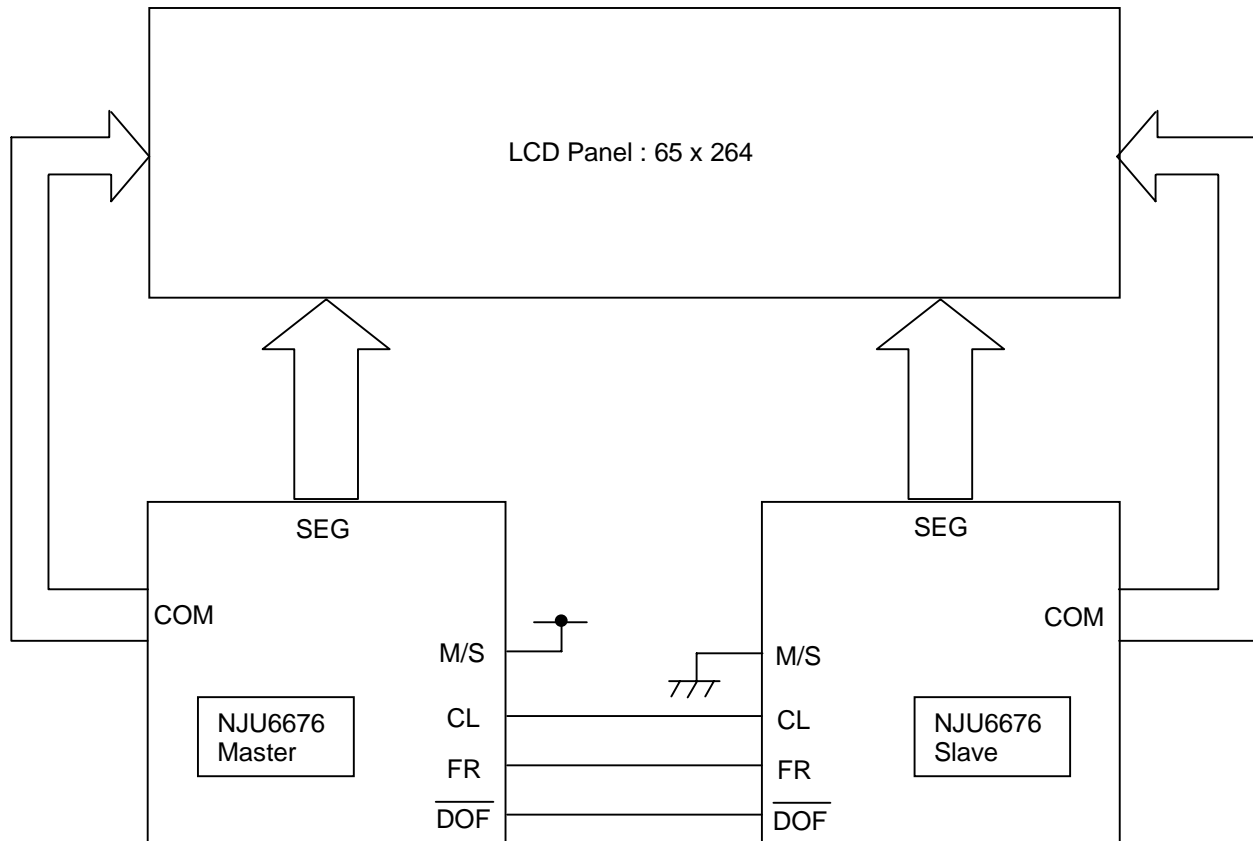 LCD Panel : 65 x 264
SEG
SEG
COM
COM
M/S
M/S
NJU6676
Master
CL
CL
NJU6676
Slave
FR
FR
DOF
DOF